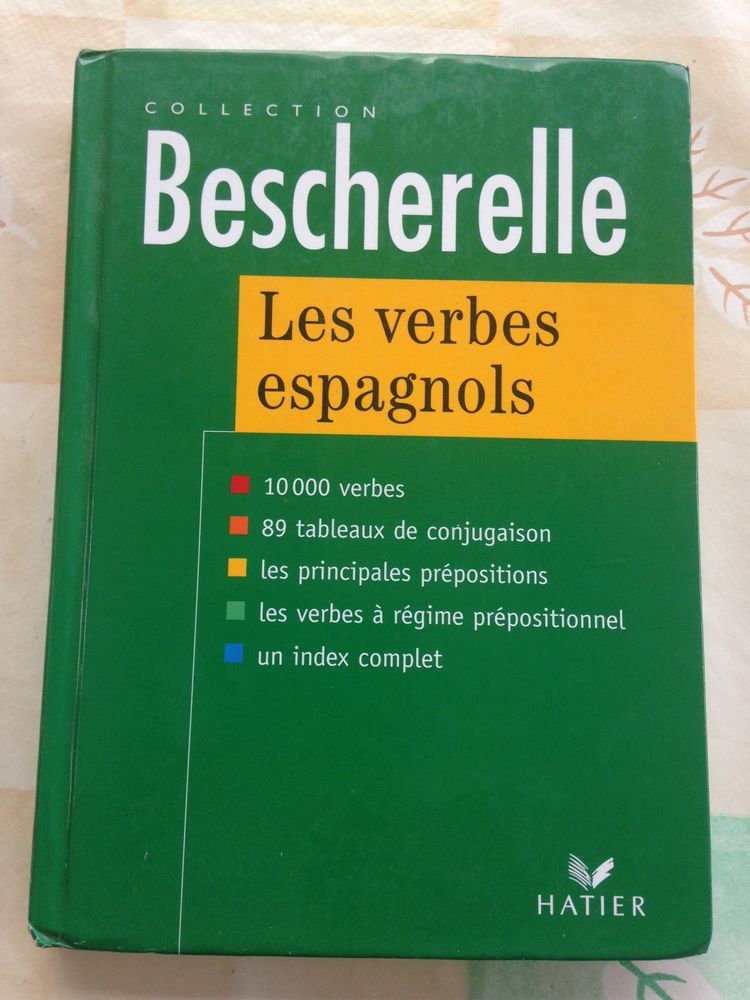 COLLECTION
Bescherelle
Les verbes
espagnols
10 000 verbes
89 tableaux de conjugaison
les principales prépositions
les verbes à régime prépositionnel
un index complet
HATIER